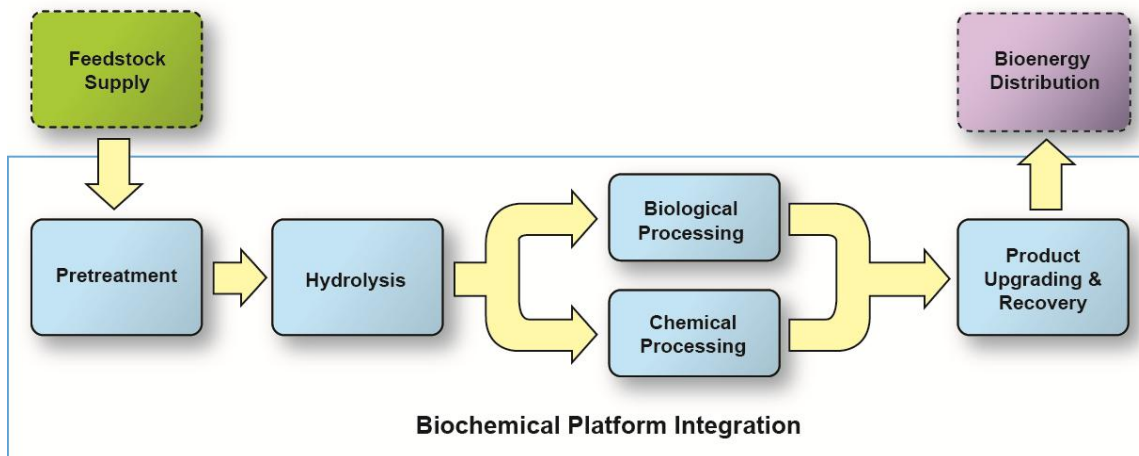 Feedstock
Supply
Bioenergy
Distribution
Pretreatment
Hydrolysis
Biological
Processing
Chemical
Processing
Product
Upgrading &
Recovery
Biochemical Platform Integration